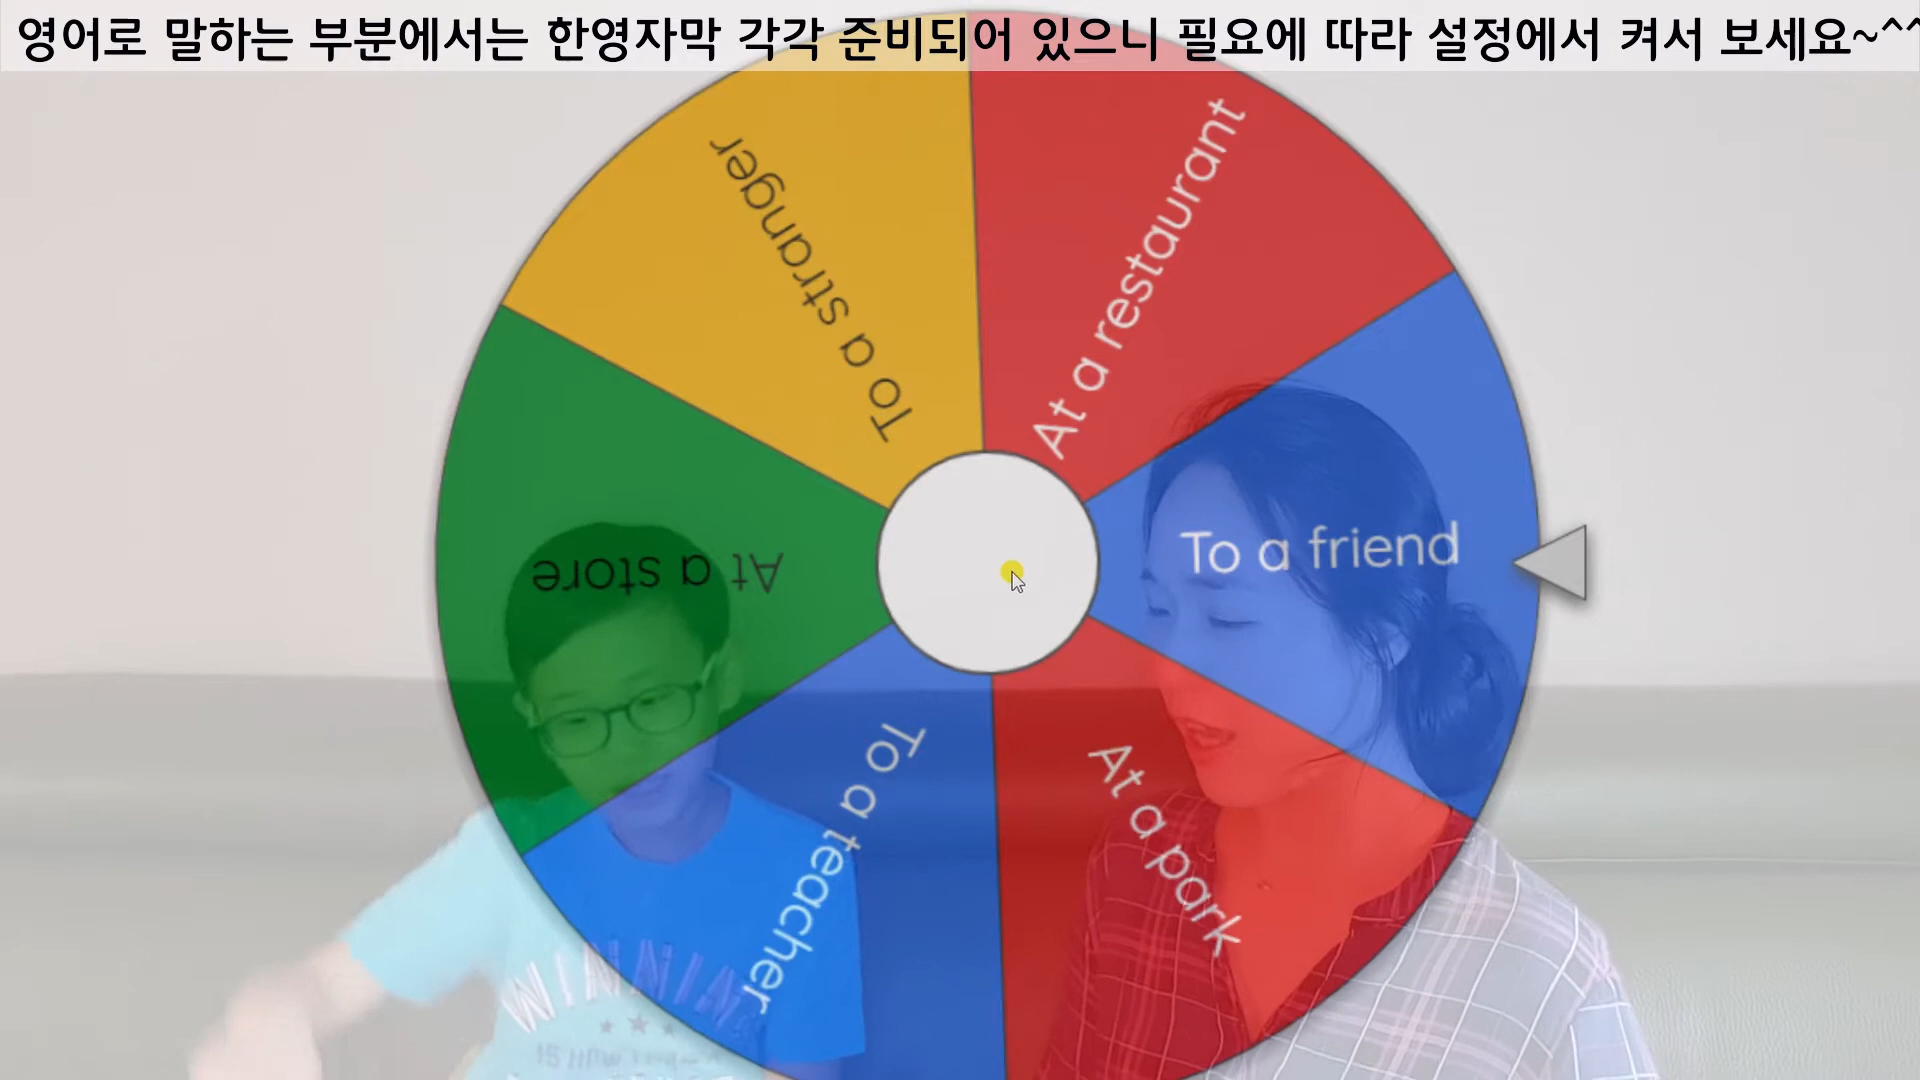 영어로 말하는 부분에서는 한영자막 각각 준비되어 있으니 필요에 따라 설정에서 켜서 보세요~^^
To a stranger
At a restaurant
At a store
To a friend
To a teacher
At a park